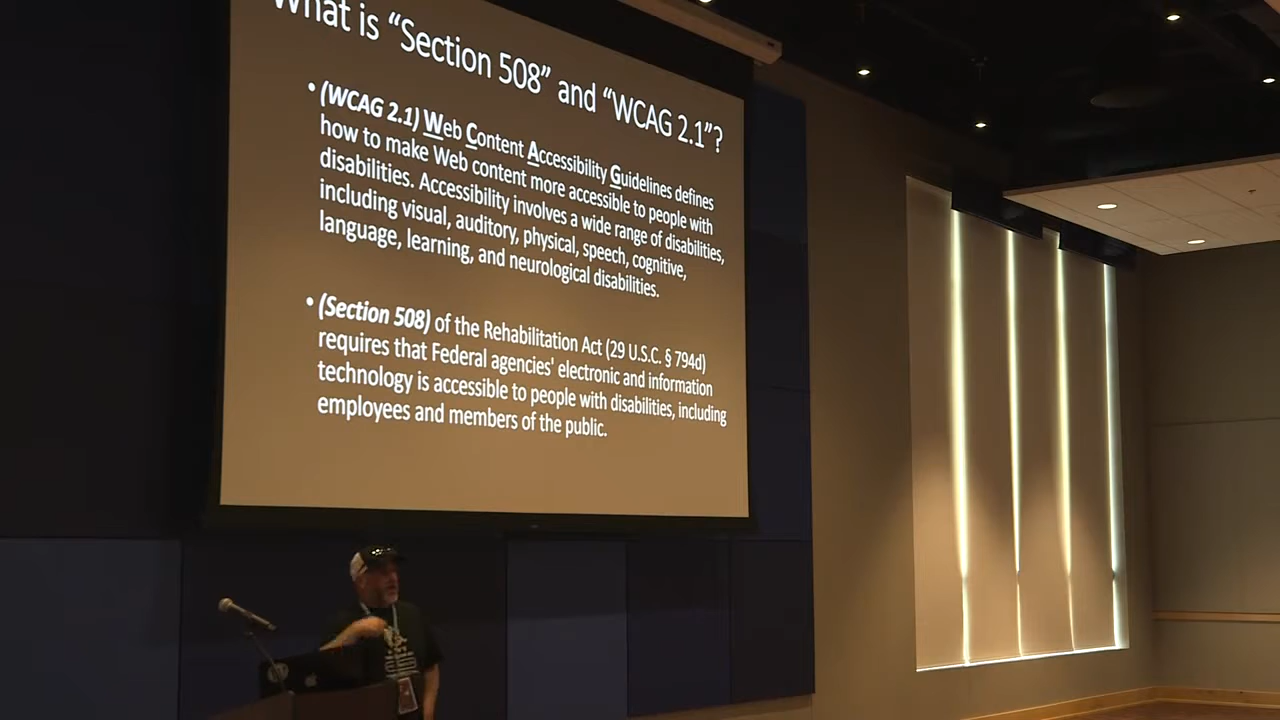 What is “Section 508” and “WCAG 2.1”?
• (WCAG 2.1) Web Content Accessibility Guidelines defines
how to make Web content more accessible to people with
disabilities. Accessibility involves a wide range of disabilities,
including visual, auditory, physical, speech, cognitive,
language, learning, and neurological disabilities.
• (Section 508) of the Rehabilitation Act (29 U.S.C. § 794d)
requires that Federal agencies' electronic and information
technology is accessible to people with disabilities, including
employees and members of the public.